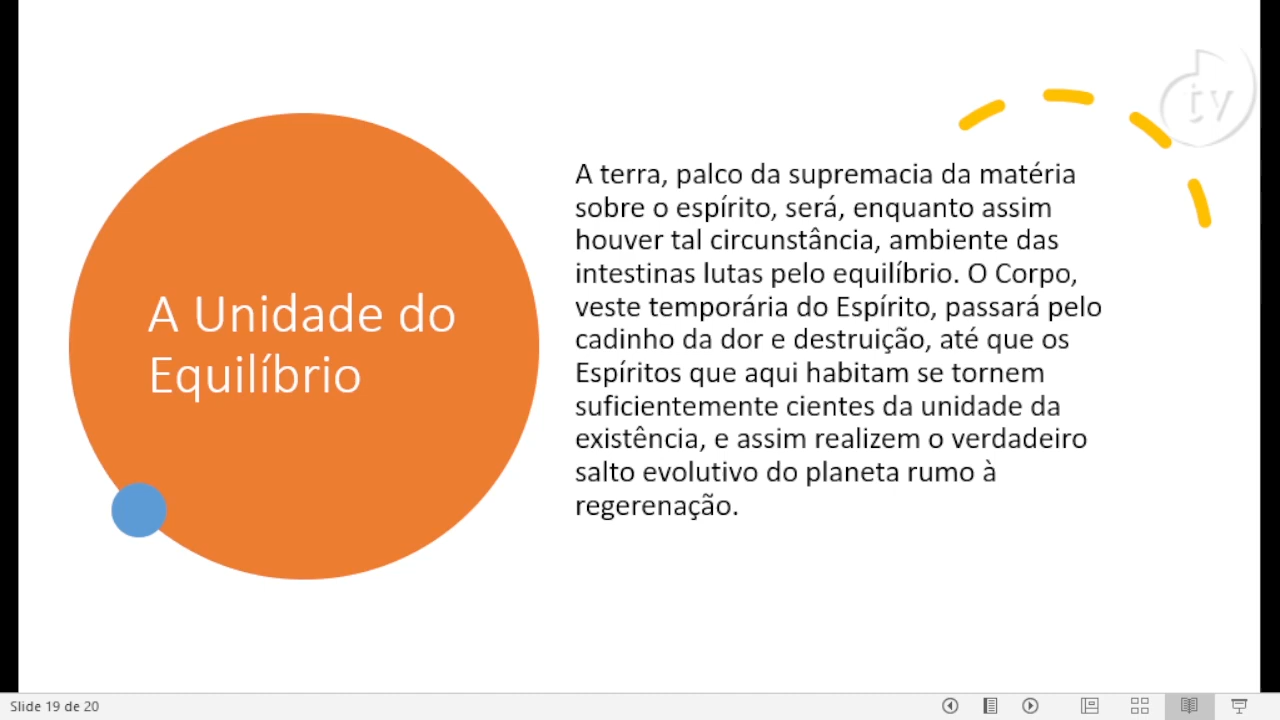 A Unidade do
Equilíbrio
A terra, palco da supremacia da matéria
sobre o espírito, será, enquanto assim
houver tal circunstância, ambiente das
intestinas lutas pelo equilíbrio. O Corpo,
veste temporária do Espírito, passará pelo
cadinho da dor e destruição, até que os
Espíritos que aqui habitam se tornem
suficientemente cientes da unidade da
existência, e assim realizem o verdadeiro
salto evolutivo do planeta rumo à
regerenação.
tv
Slide 19 de 20